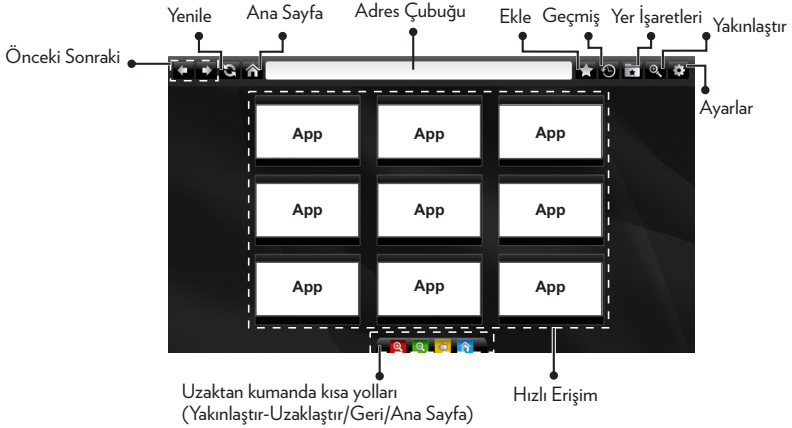 Yenile
Ana Sayfa
Adres Çubuğu
Ekle
Geçmiş
Yer İşaretleri
Yakınlaştır
Önceki Sonraki
Ayarlar
App App App
App App App
App App App
Uzaktan kumanda kısa yolları
(Yakınlaştır-Uzaklaştır/Geri/Ana Sayfa)
Hızlı Erişim